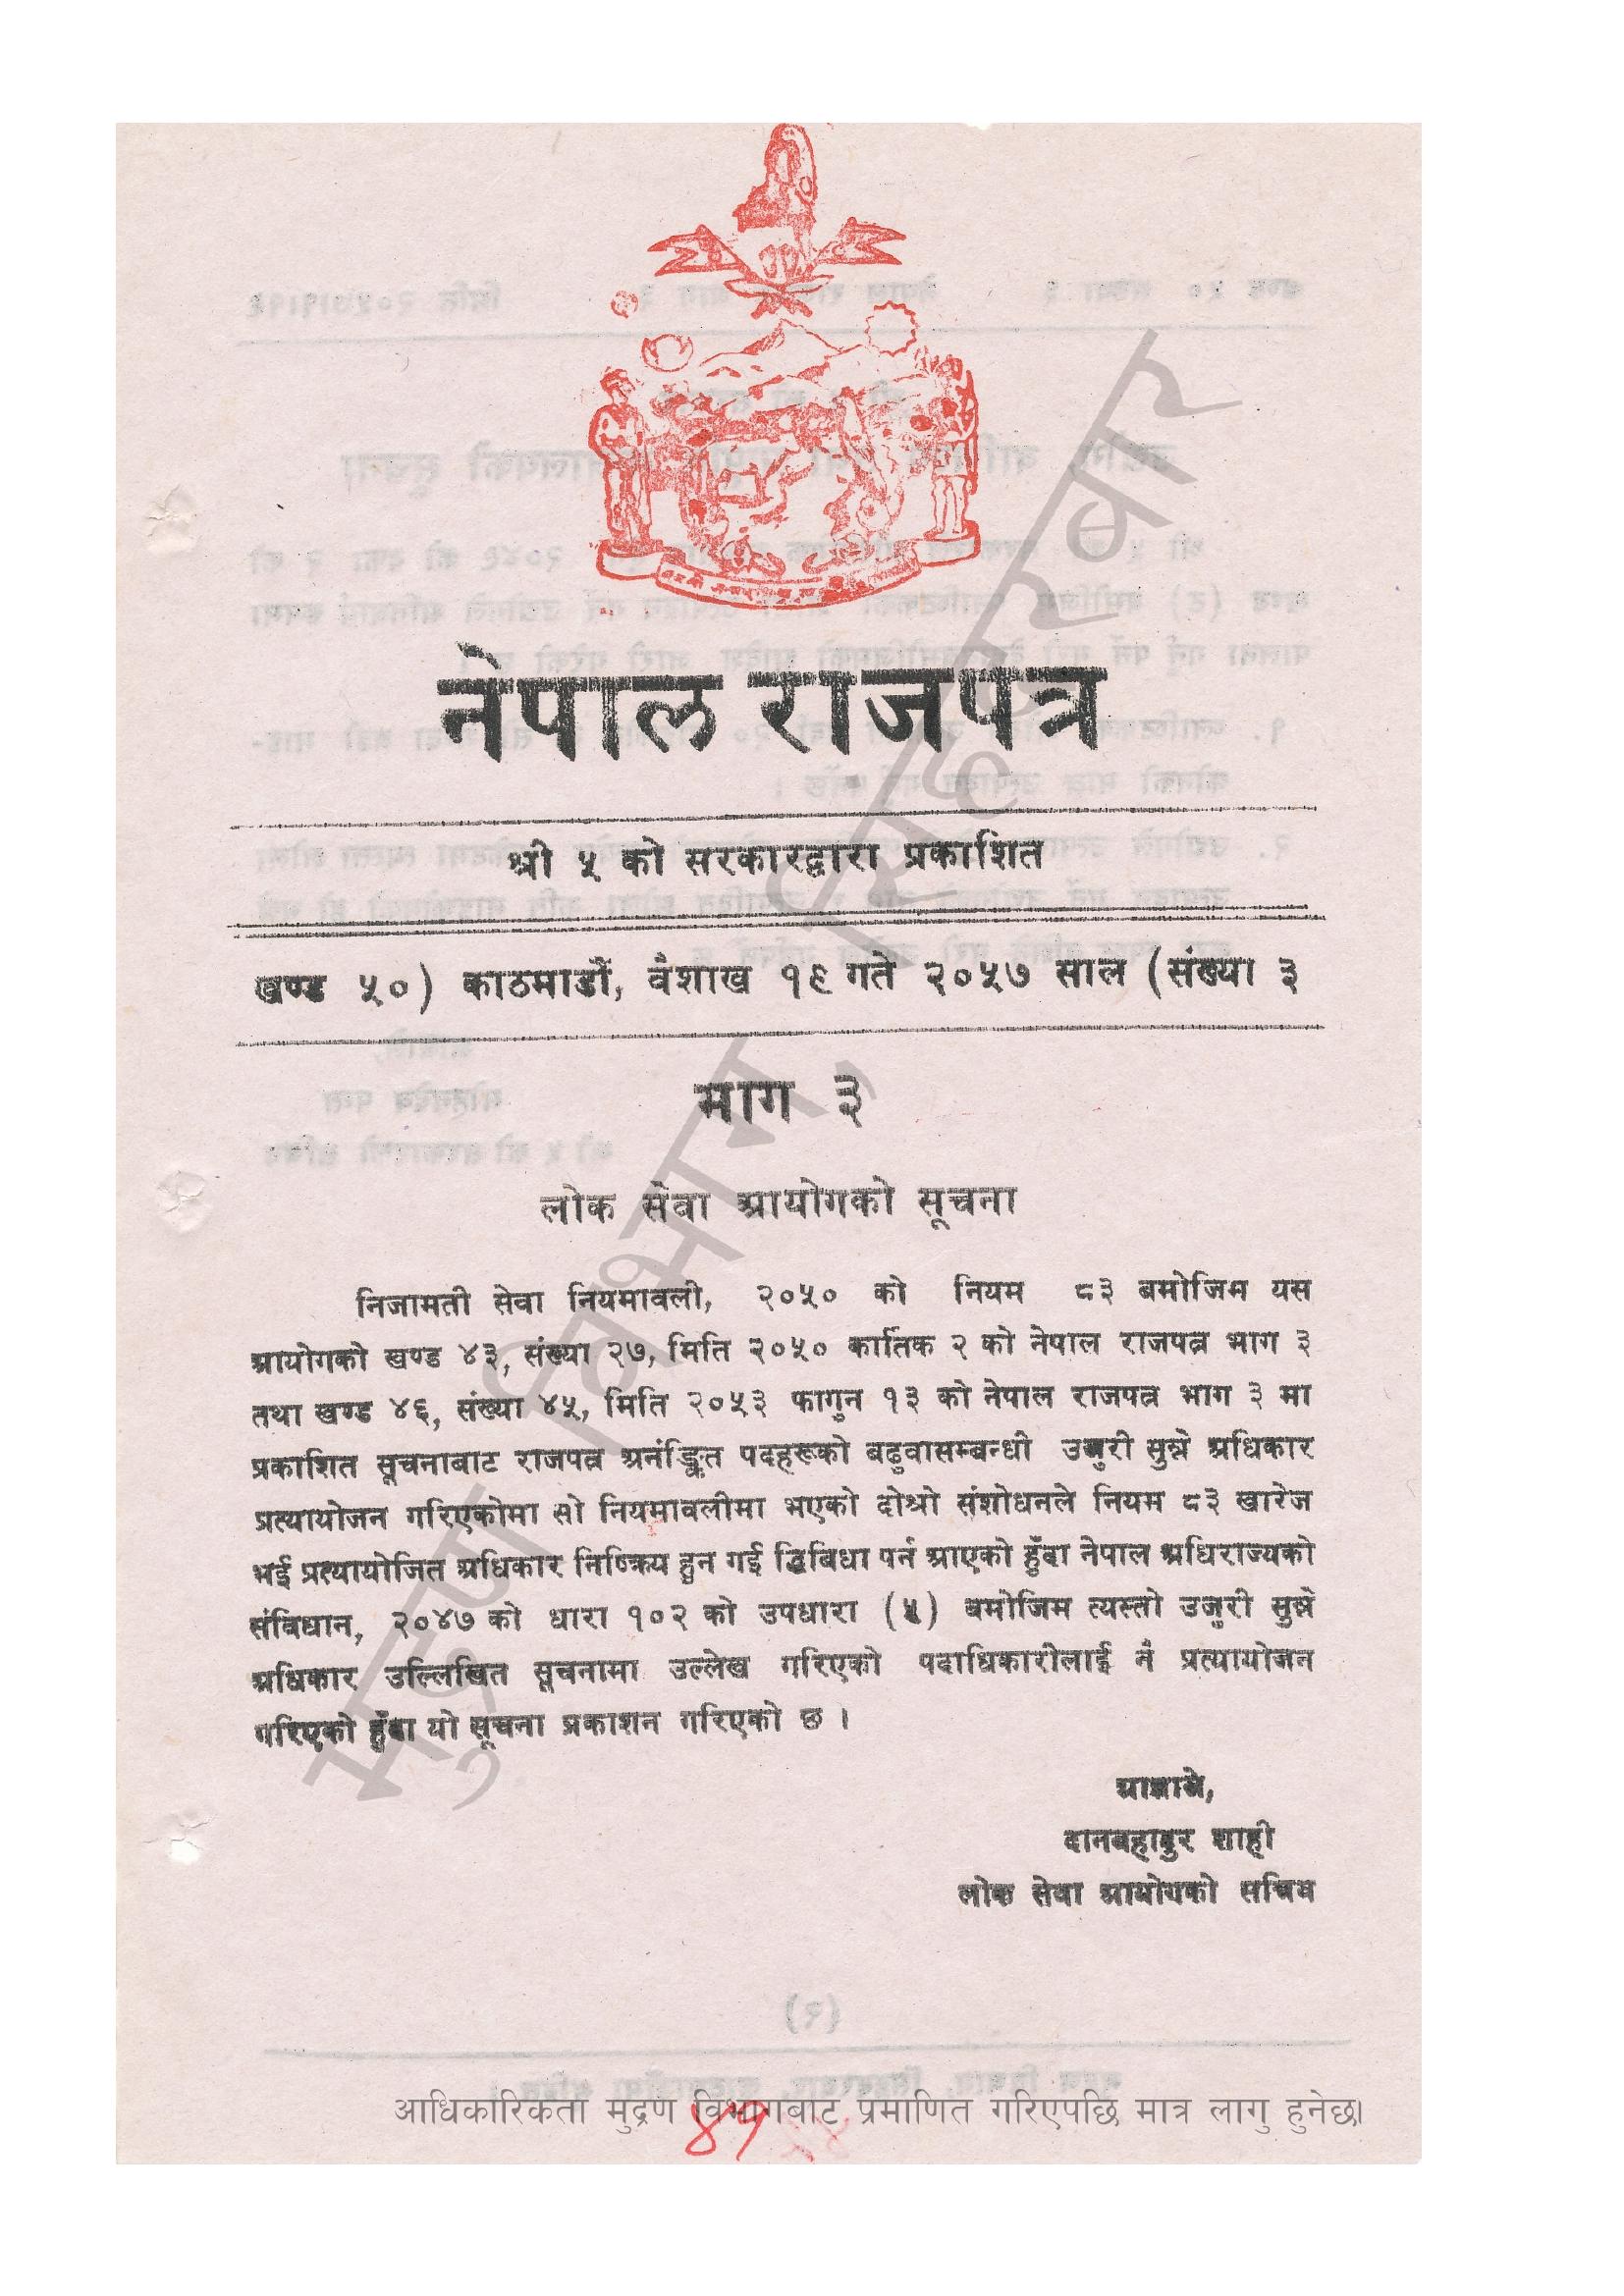 नेपाल राजपत्र
श्री ५ को सरकारद्वारा प्रकाशित
खण्ड ५०) काठमाडौं, वैशाख १९ गते २०५७ साल (संख्या ३
भाग ३
लोक सेवा आयोगको सूचना
निजामती सेवा नियमावली, २०५० को नियम ८३ बमोजिम यस
आयोगको खण्ड ४३, संख्या २७, मिति २०५० कार्तिक २ को नेपाल राजपत्र भाग ३
तथा खण्ड ४६, संख्या ४५, मिति २०५३ फागुन १३ को नेपाल राजपत्र भाग ३ मा
प्रकाशित सूचनाबाट राजपत्र अनंङ्कित पदहरूको बढुवासम्बन्धी उजुरी सुन्ने अधिकार
प्रत्यायोजन गरिएकोमा सो नियमावलीमा भएको दोश्रो संशोधनले नियम ८३ खारेज
भई प्रत्यायोजित अधिकार निष्क्रिय हुन गई द्विविधा पर्न आएको हुँदा नेपाल अधिराज्यको
संविधान, २०४७ को धारा १०२ को उपधारा (५) बमोजिम त्यस्तो उजुरी सुन्ने
अधिकार उल्लिखित सूचनामा उल्लेख गरिएको पदाधिकारीलाई नै प्रत्यायोजन
गरिएको हुँदा यो सूचना प्रकाशन गरिएको छ ।
आज्ञाले,
दानबहादुर शाही
लोक सेवा आयोगको सचिव
मुद्रण विभाग, सिंहदरबार
आधिकारिकता मुद्रण विभागबाट प्रमाणित गरिएपछि मात्र लागु हुनेछ।
४१